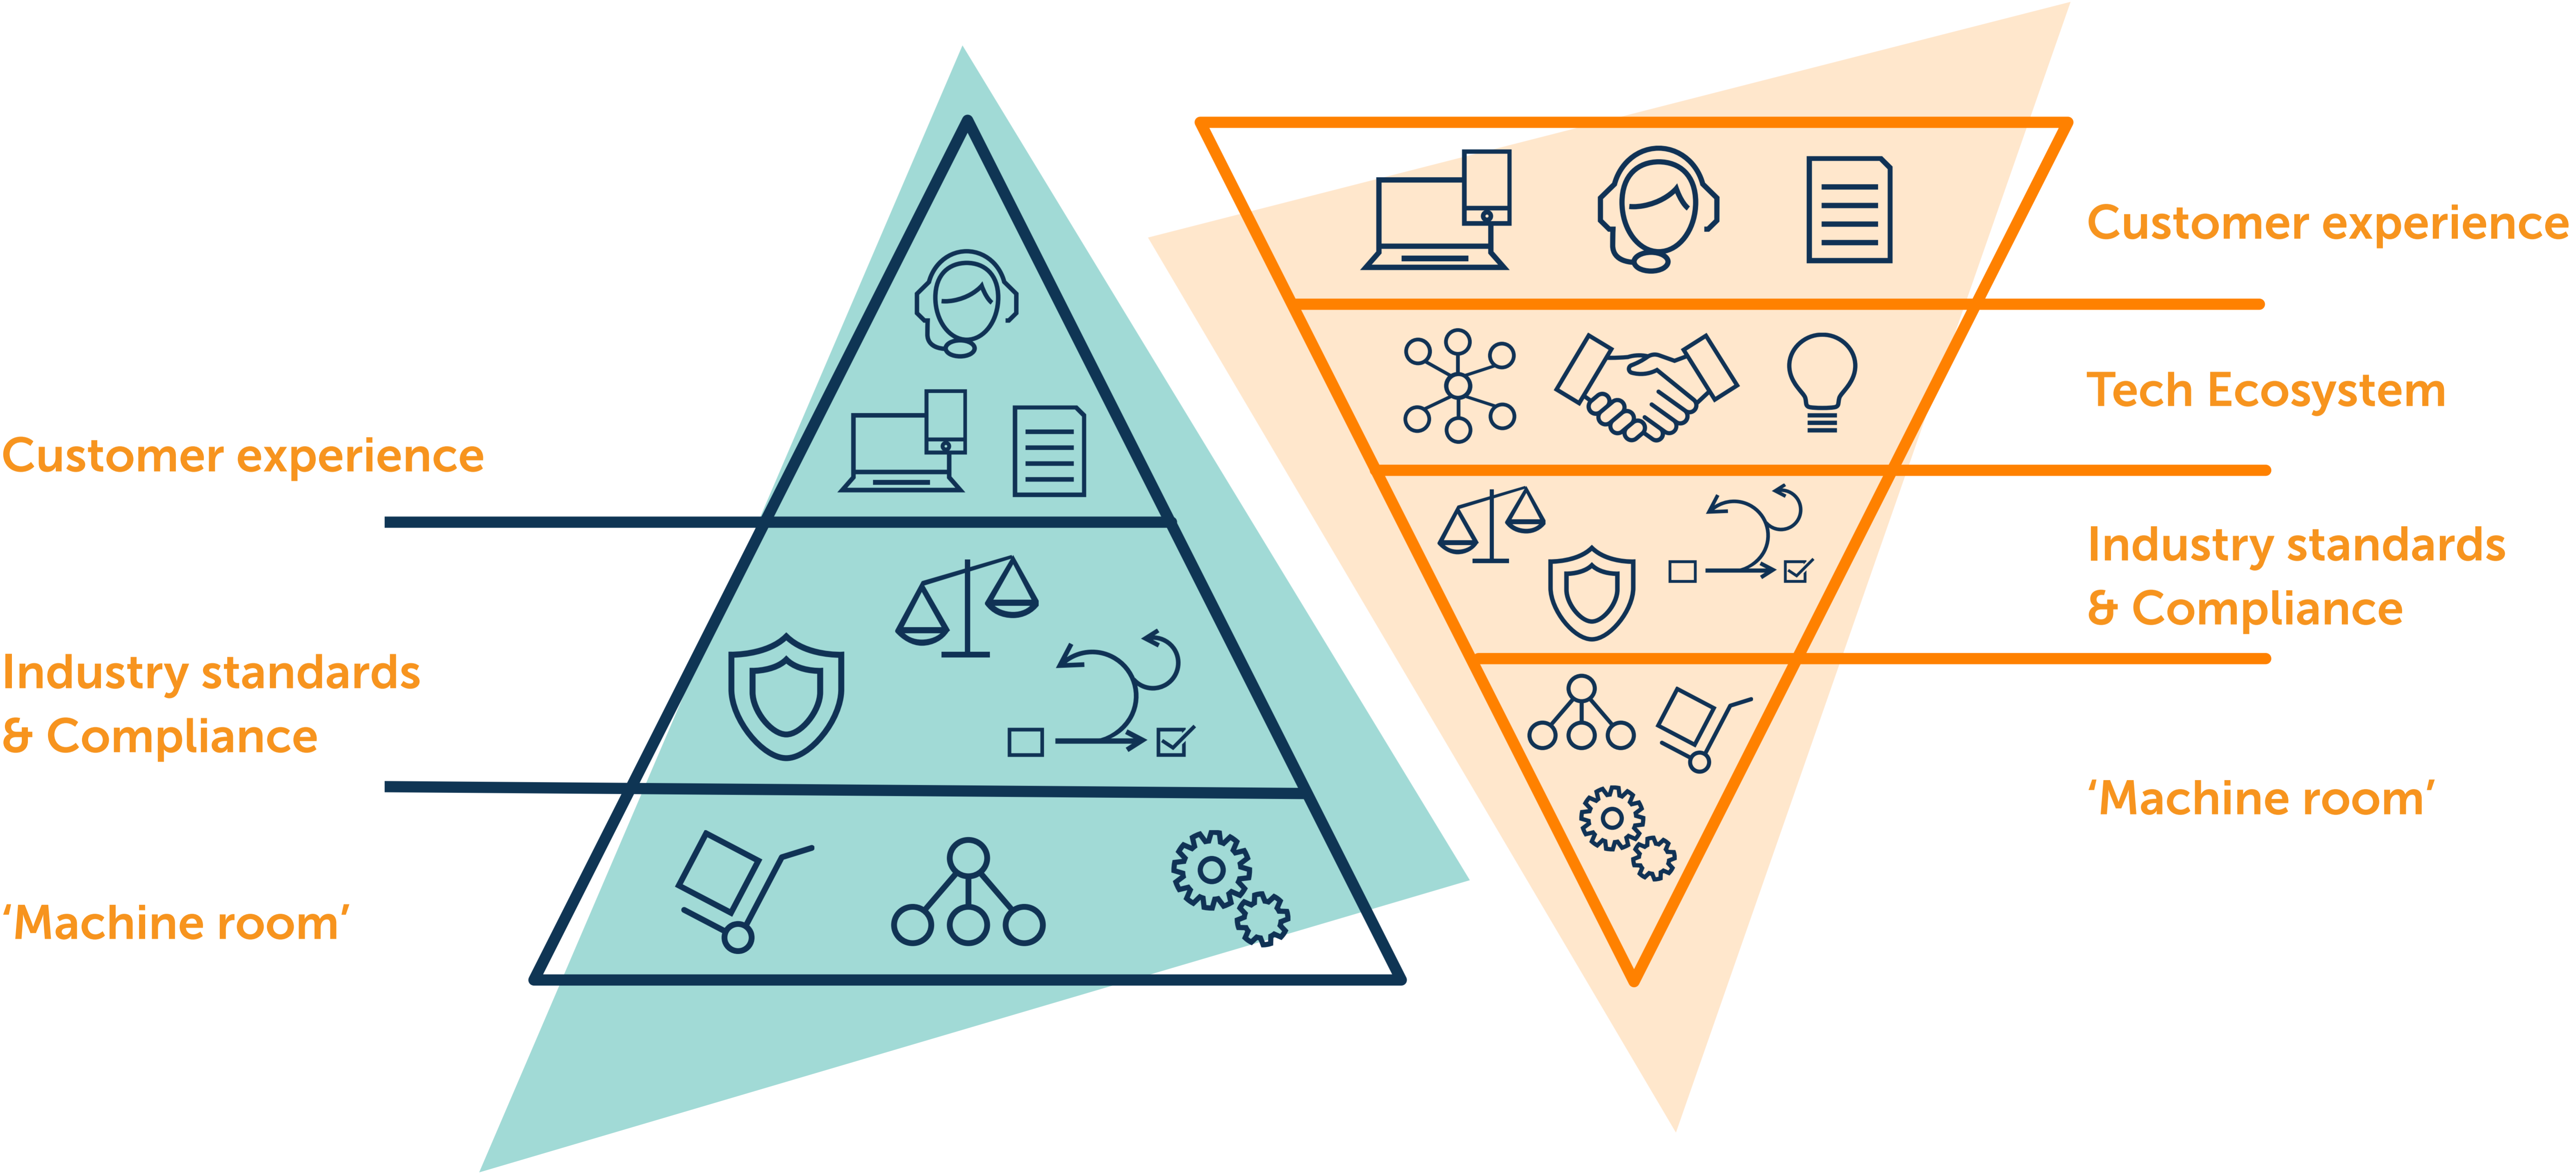 Customer experience
Industry standards
& Compliance
‘Machine room’
Customer experience
Tech Ecosystem
Industry standards
& Compliance
‘Machine room’